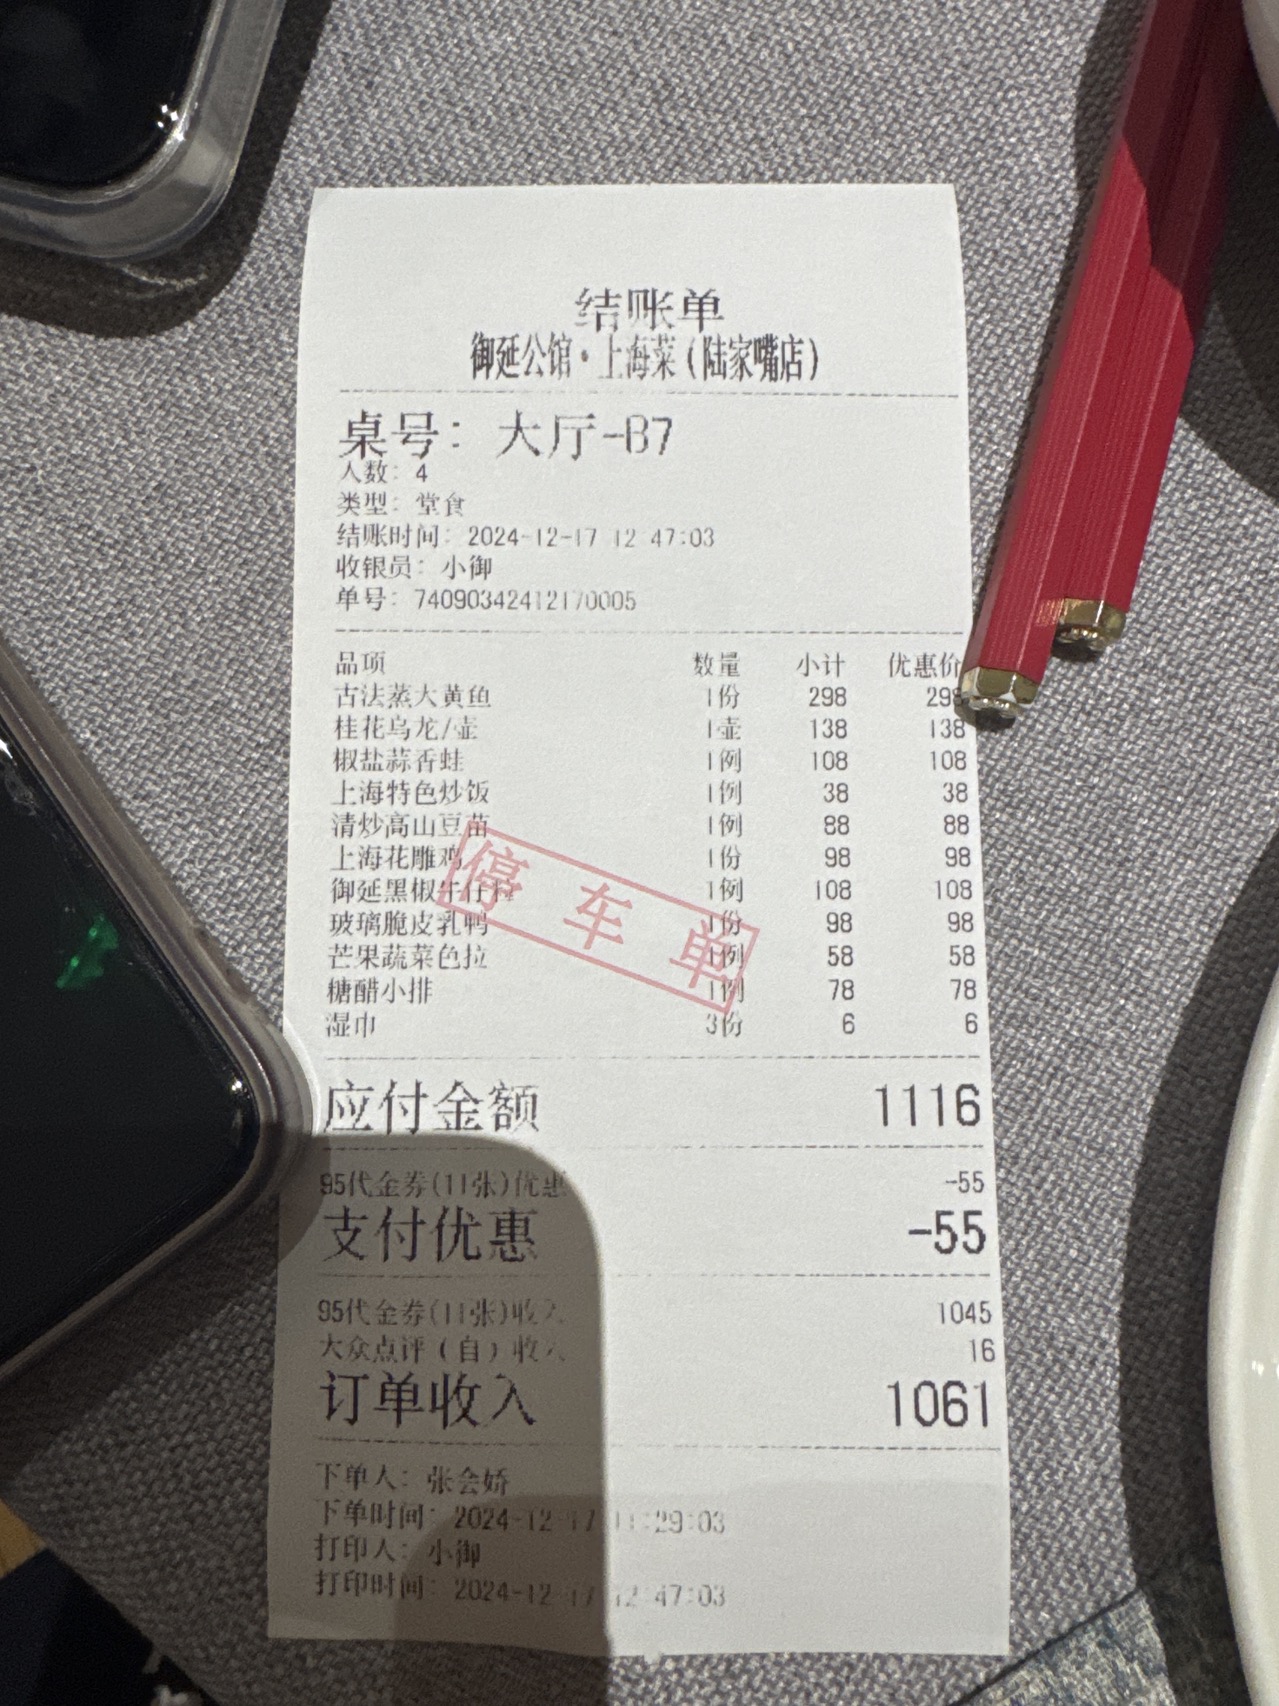 结账单
御延公馆·上海菜(陆家嘴店)
桌号: 大厅-B7
人数: 4
类型: 堂食
结账时间: 2024-12-17 12:47:03
收银员: 小御
单号: 74090342412170005
品项 数量 小计 优惠价
古法蒸大黄鱼 1份 298 298
桂花乌龙/壶 1壶 138 138
椒盐蒜香蛙 1例 108 108
上海特色炒饭 1例 38 38
清炒高山豆苗 1例 88 88
上海花雕鸡 1份 98 98
御延黑椒牛仔粒 1例 108 108
玻璃脆皮乳鸭 1份 98 98
芒果蔬菜色拉 1例 58 58
糖醋小排 1例 78 78
湿巾 3份 6 6
停车单
应付金额 1116
95代金券(11张)优惠 -55
支付优惠 -55
95代金券(11张)收入 1045
大众点评(自)收入 16
订单收入 1061
下单人: 张会娇
下单时间: 2024-12-17 11:29:03
打印人: 小御
打印时间: 2024-12-17 12:47:03